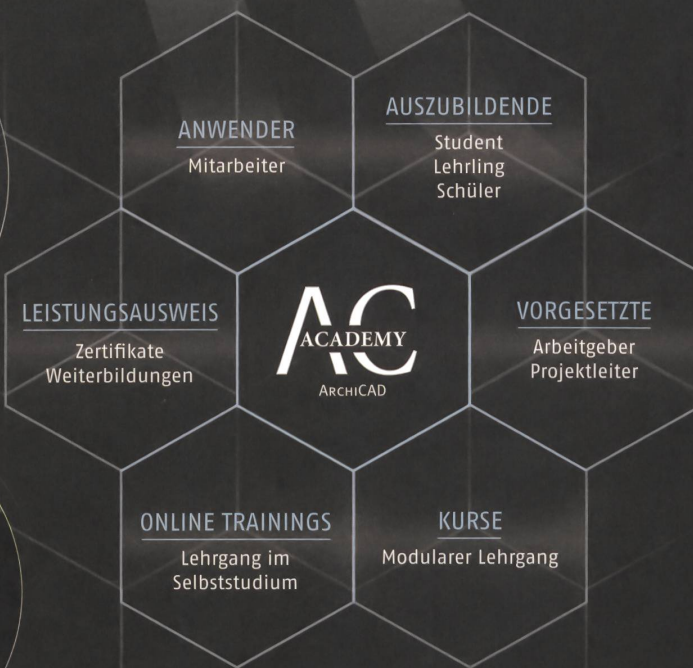 ANWENDER
Mitarbeiter
AUSZUBILDENDE
Student
Lehrling
Schüler
LEISTUNGSAUSWEIS
Zertifikate
Weiterbildungen
AC
ACADEMY
ARCHICAD
VORGESETZTE
Arbeitgeber
Projektleiter
ONLINE TRAININGS
Lehrgang im
Selbststudium
KURSE
Modularer Lehrgang